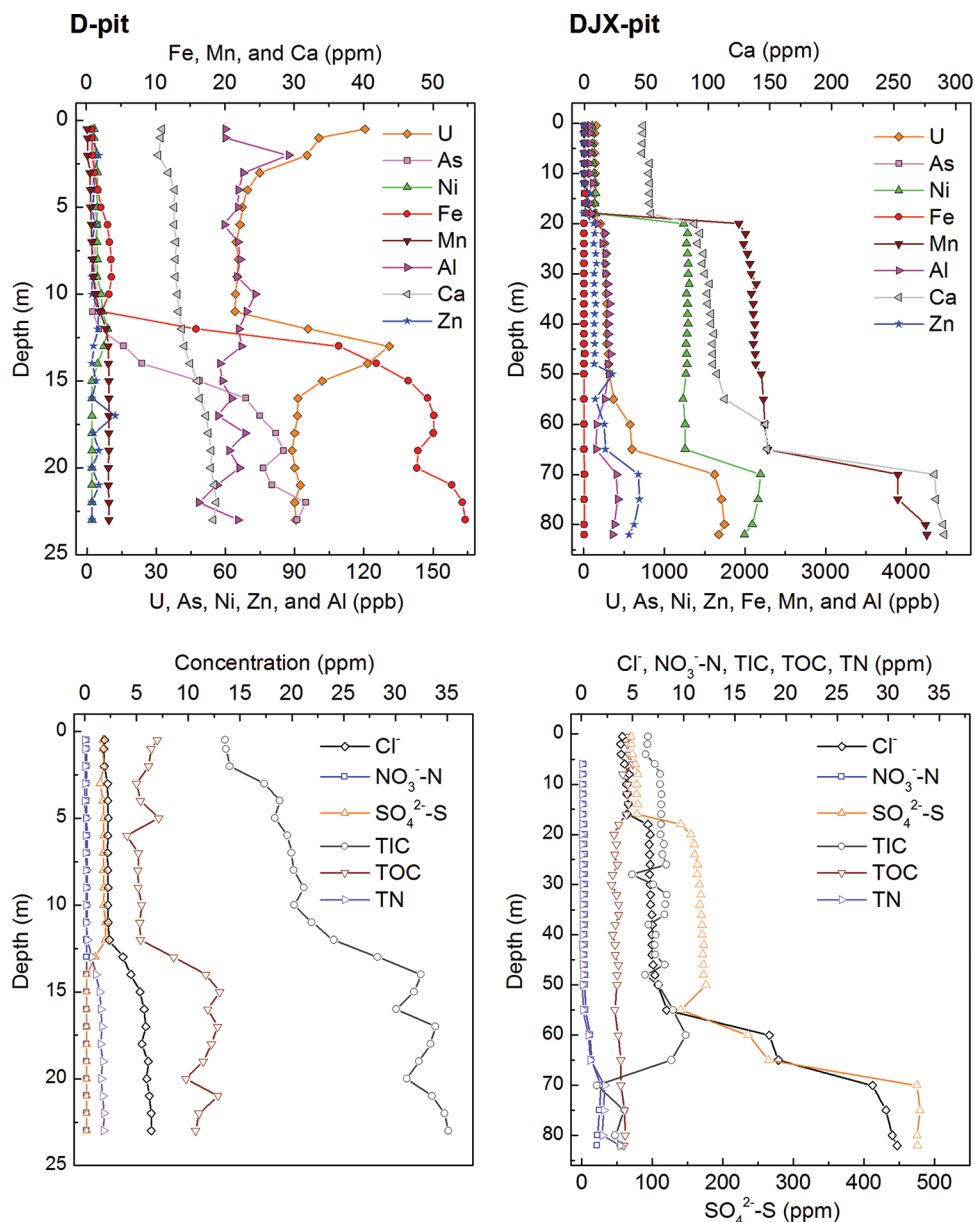 D-pit
Fe, Mn, and Ca (ppm)
0 10 20 30 40 50
0
5
10
15
20
25
Depth (m)
U
As
Ni
Fe
Mn
Al
Ca
Zn
0 30 60 90 120 150
U, As, Ni, Zn, and Al (ppb)
DJX-pit
Ca (ppm)
0 50 100 150 200 250 300
0
10
20
30
40
50
60
70
80
Depth (m)
U
As
Ni
Fe
Mn
Al
Ca
Zn
0 1000 2000 3000 4000
U, As, Ni, Zn, Fe, Mn, and Al (ppb)
Concentration (ppm)
0 5 10 15 20 25 30 35
0
5
10
15
20
25
Depth (m)
Cl⁻
NO₃⁻-N
SO₄²⁻-S
TIC
TOC
TN
Cl⁻, NO₃⁻-N, TIC, TOC, TN (ppm)
0 5 10 15 20 25 30 35
0
10
20
30
40
50
60
70
80
Depth (m)
Cl⁻
NO₃⁻-N
SO₄²⁻-S
TIC
TOC
TN
0 100 200 300 400 500
SO₄²⁻-S (ppm)